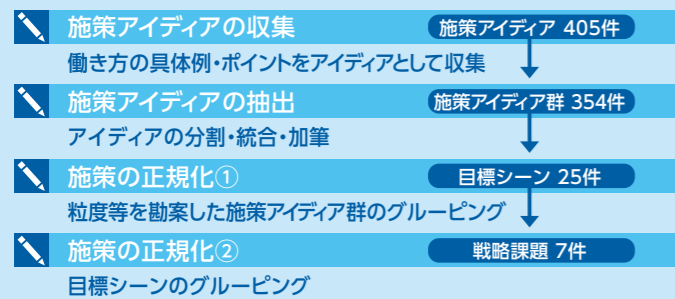 施策アイディアの収集 施策アイディア 405件
働き方の具体例・ポイントをアイディアとして収集
施策アイディアの抽出 施策アイディア群 354件
アイディアの分割・統合・加筆
施策の正規化① 目標シーン 25件
粒度等を勘案した施策アイディア群のグルーピング
施策の正規化② 戦略課題 7件
目標シーンのグルーピング